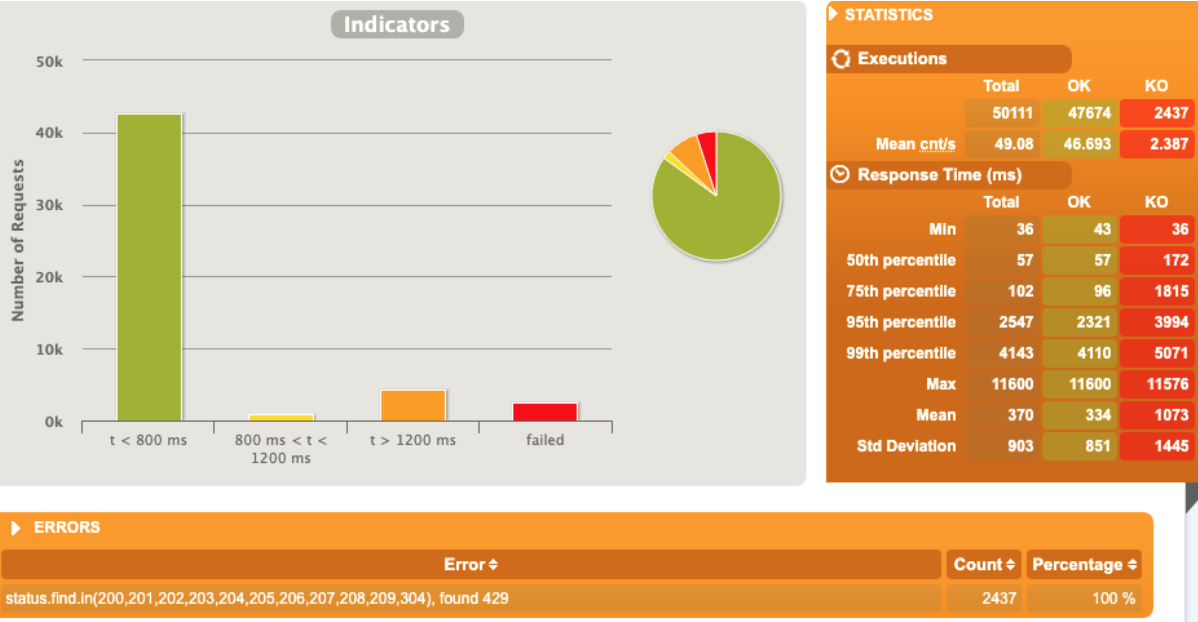 Indicators
Number of Requests
50k
40k
30k
20k
10k
0k
t < 800 ms
800 ms < t <
1200 ms
t > 1200 ms
failed
STATISTICS
Executions
Total OK KO
50111 47674 2437
Mean cnt/s 49.08 46.693 2.387
Response Time (ms)
Total OK KO
Min 36 43 36
50th percentile 57 57 172
75th percentile 102 96 1815
95th percentile 2547 2321 3994
99th percentile 4143 4110 5071
Max 11600 11600 11576
Mean 370 334 1073
Std Deviation 903 851 1445
ERRORS
Error Count Percentage
status.find.in(200,201,202,203,204,205,206,207,208,209,304), found 429 2437 100 %